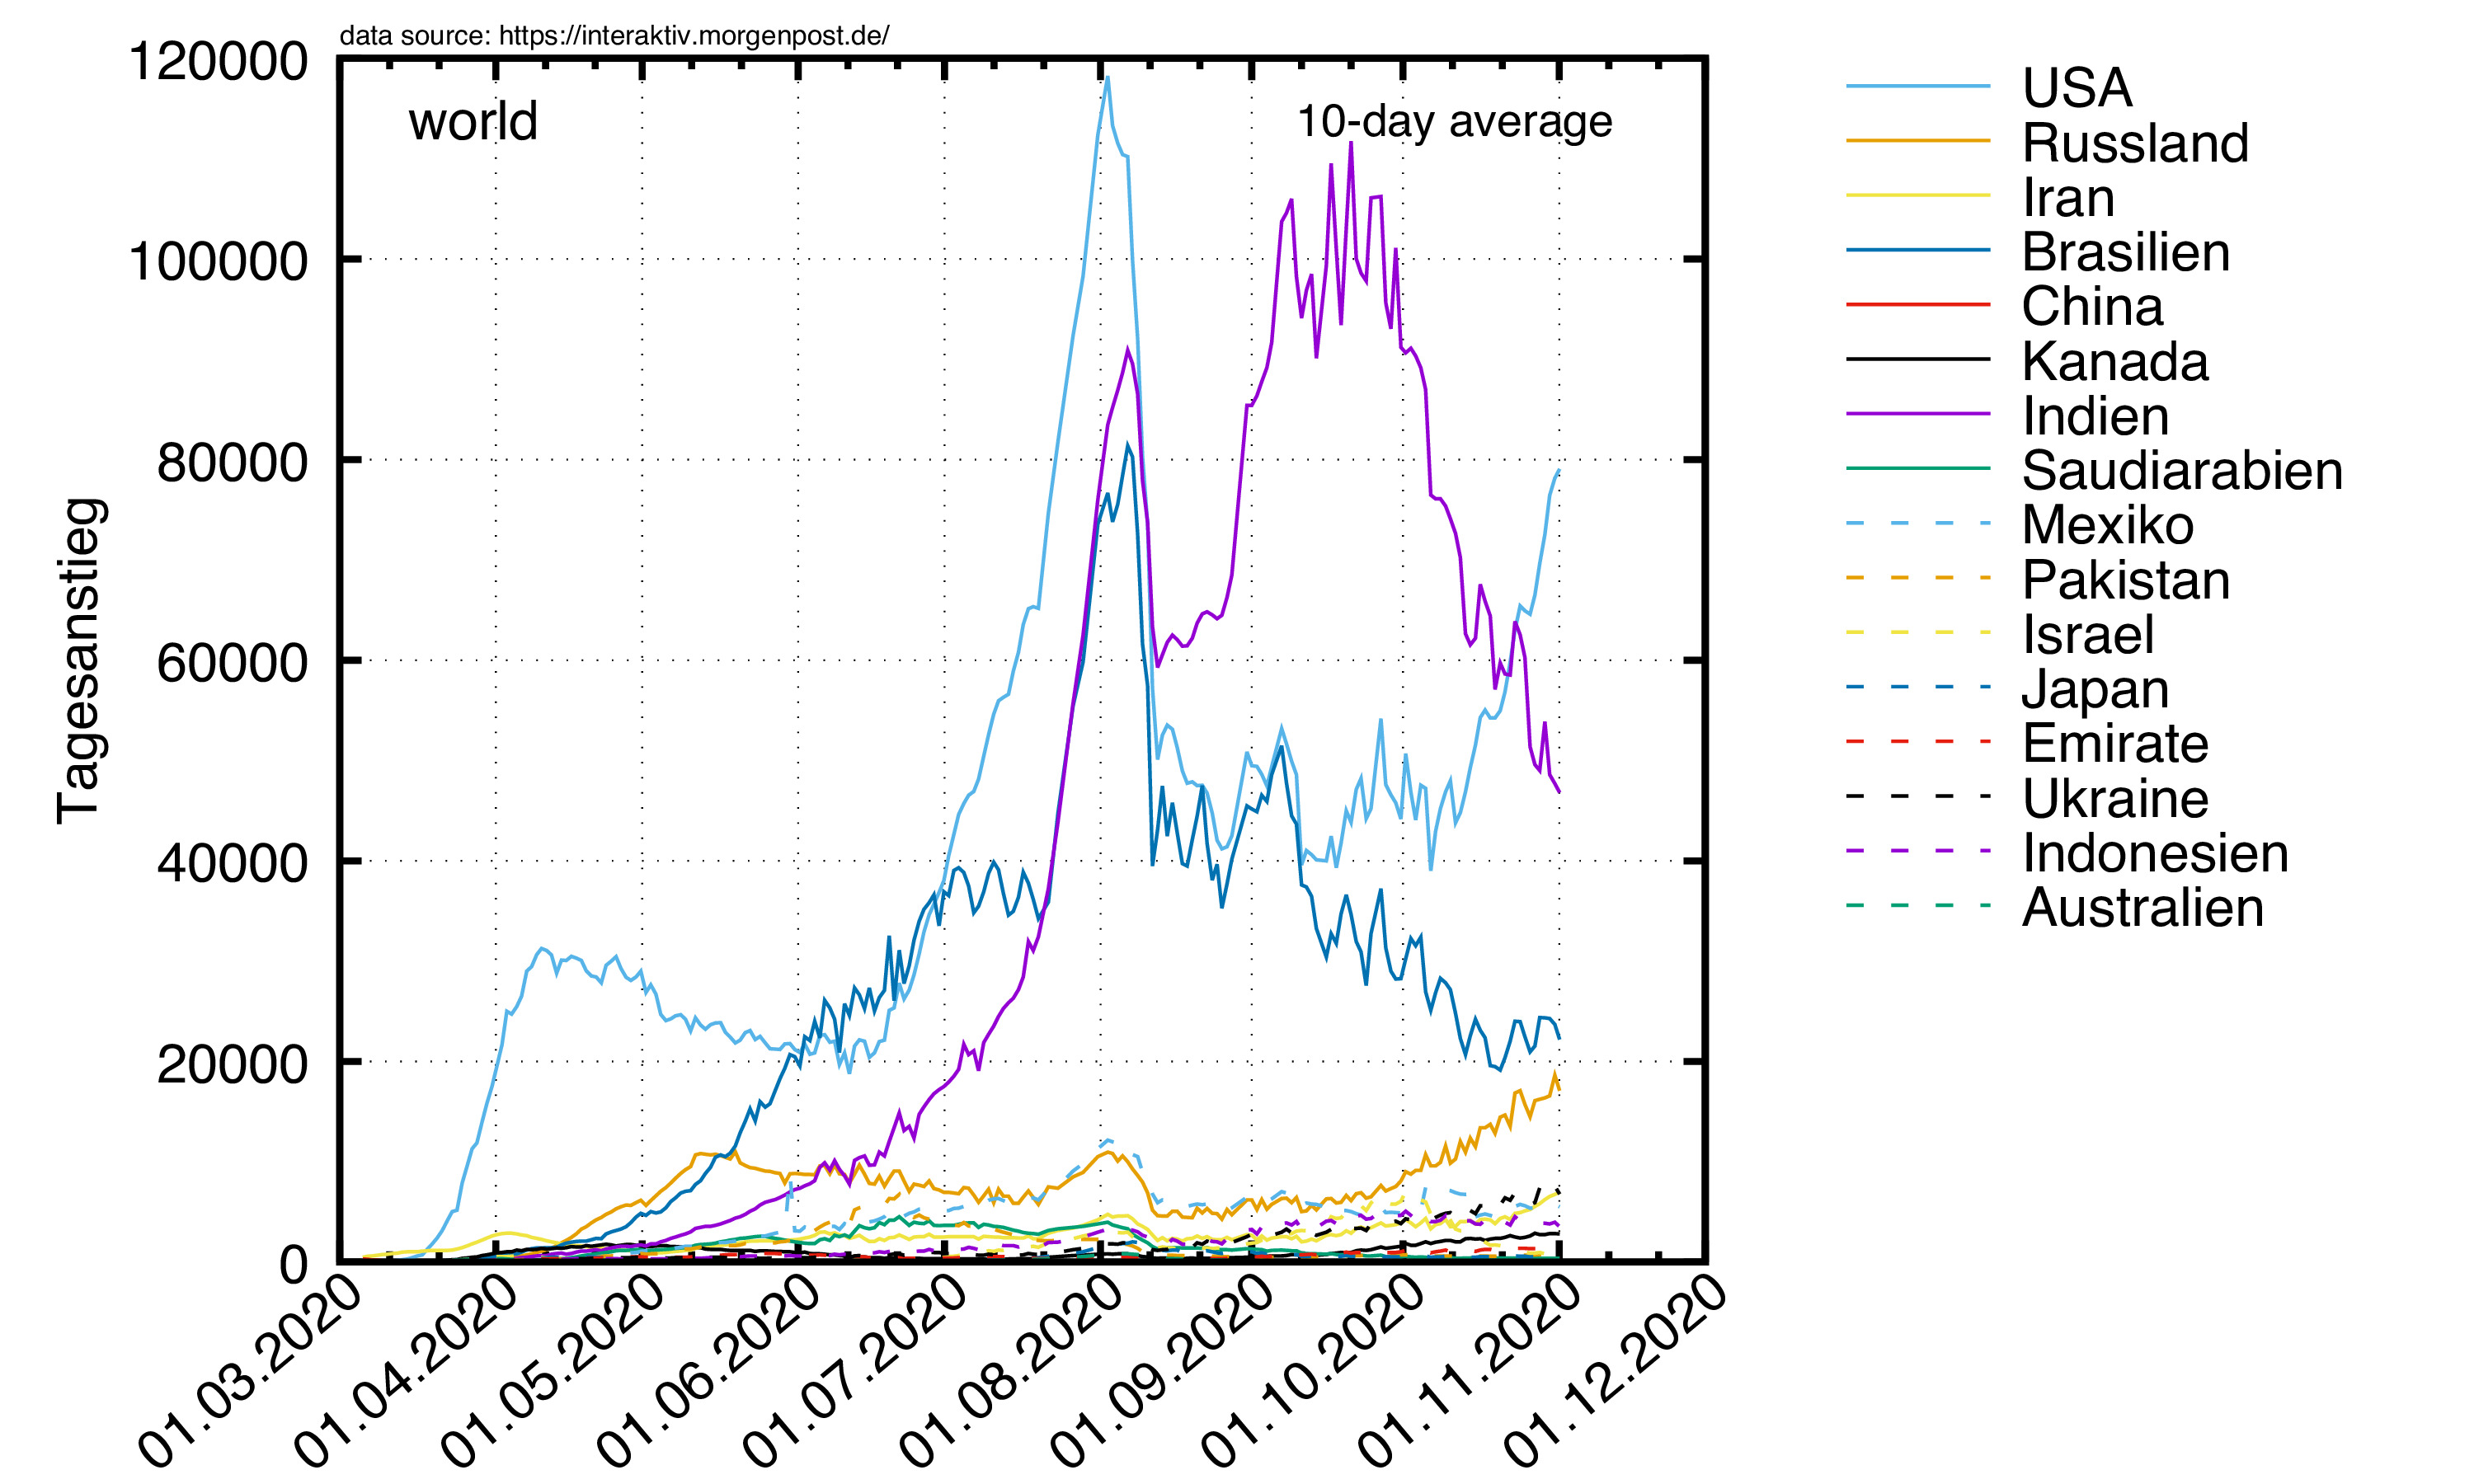 data source: https://interaktiv.morgenpost.de/
world
10-day average
Tagesanstieg
120000
100000
80000
60000
40000
20000
0
01.03.2020
01.04.2020
01.05.2020
01.06.2020
01.07.2020
01.08.2020
01.09.2020
01.10.2020
01.11.2020
01.12.2020
USA
Russland
Iran
Brasilien
China
Kanada
Indien
Saudiarabien
Mexiko
Pakistan
Israel
Japan
Emirate
Ukraine
Indonesien
Australien